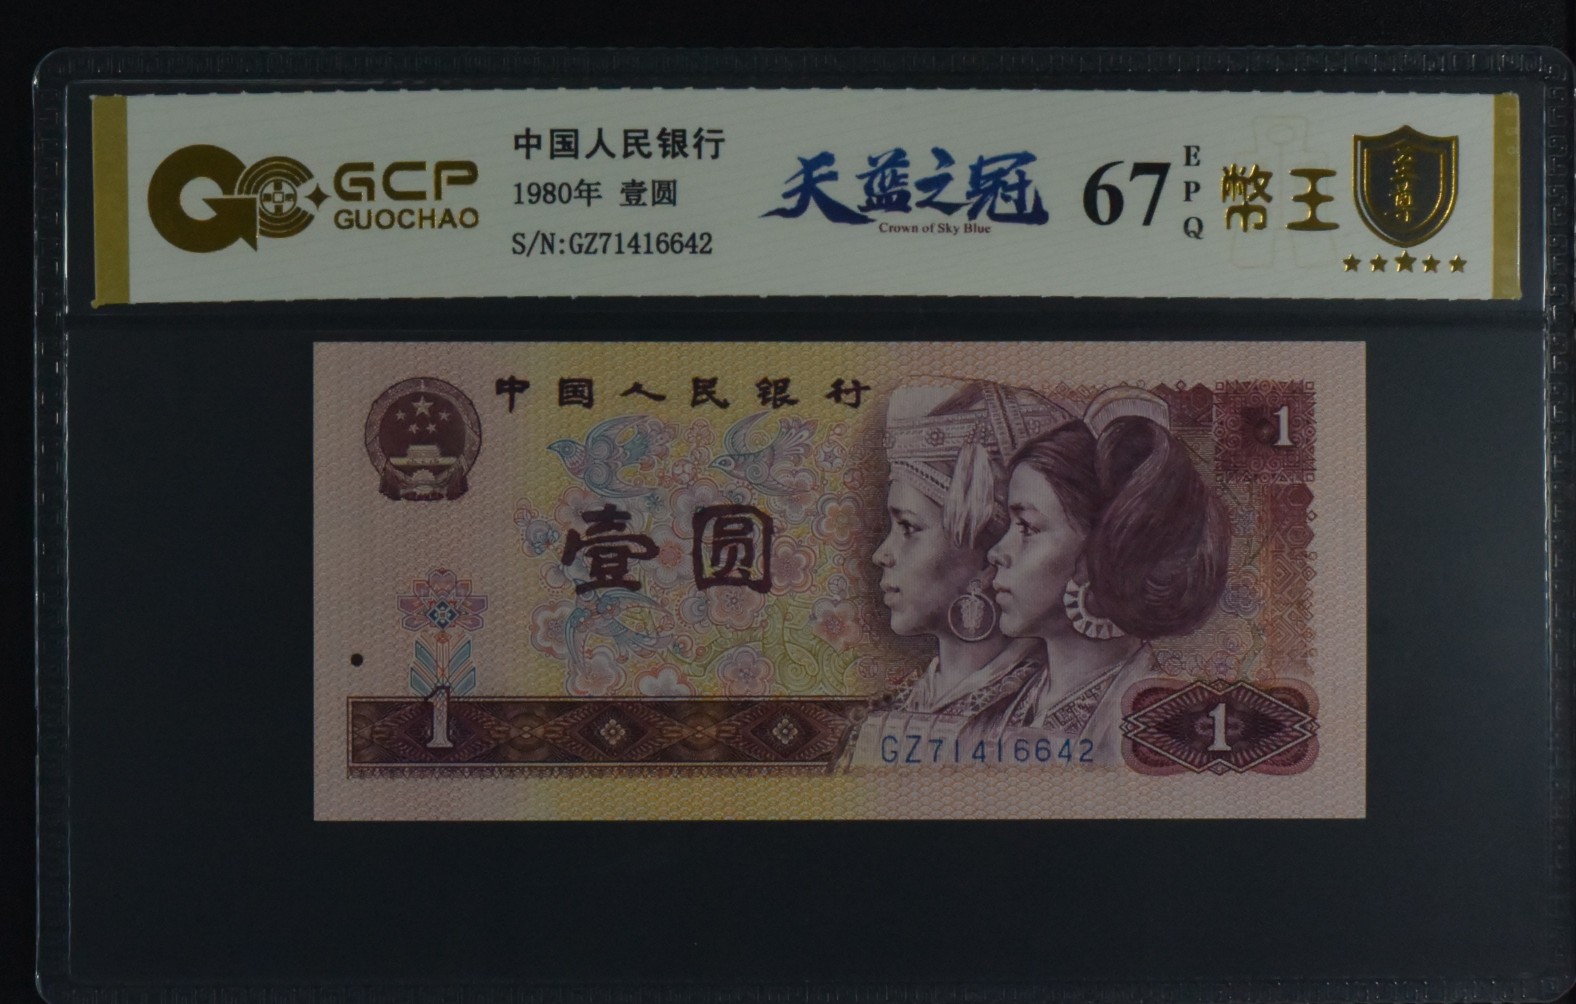 GCP
GUOCHAO
中国人民银行
1980年 壹圆
S/N:GZ71416642
天蓝之冠
Crown of Sky Blue
67
EPQ
幣王
中国人民银行
1
壹圆
1
GZ71416642
1